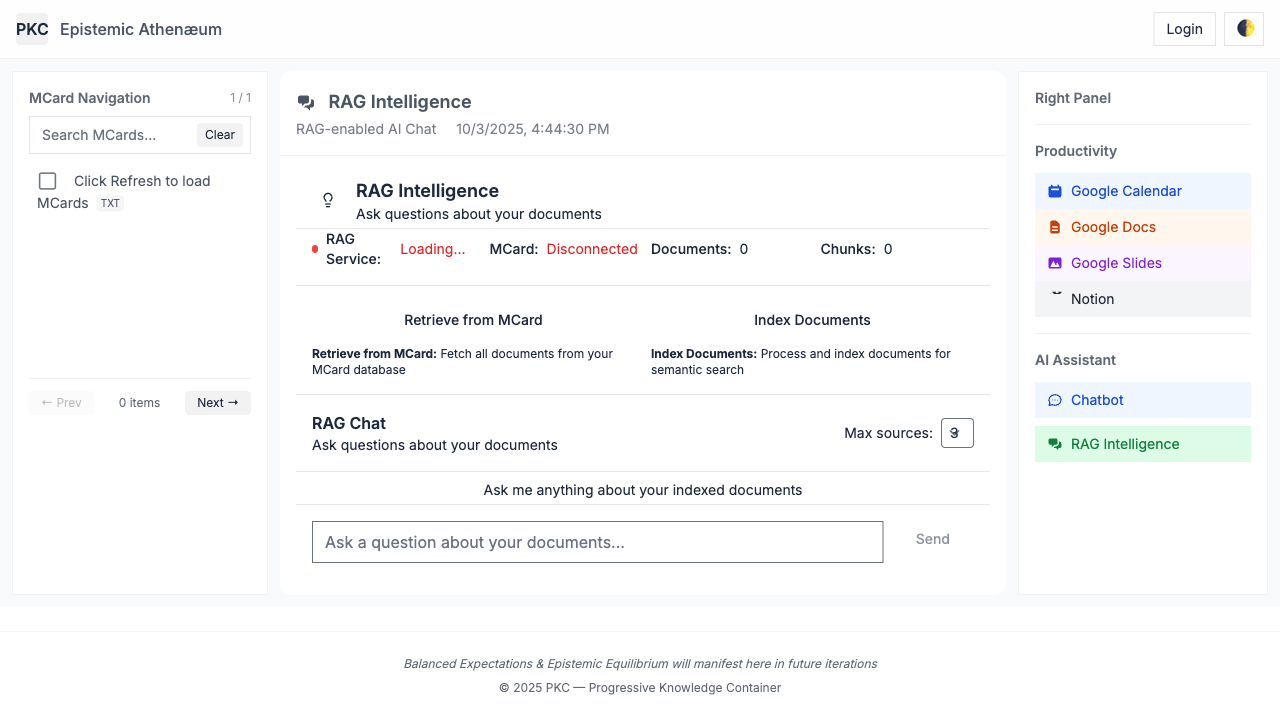 PKC Epistemic Athenæum
Login
MCard Navigation
1 / 1
Search MCards...
Clear
Click Refresh to load
MCards TXT
← Prev
0 items
Next →
RAG Intelligence
RAG-enabled AI Chat 10/3/2025, 4:44:30 PM
RAG Intelligence
Ask questions about your documents
RAG
Service:
Loading...
MCard: Disconnected
Documents: 0
Chunks: 0
Retrieve from MCard
Retrieve from MCard: Fetch all documents from your
MCard database
Index Documents
Index Documents: Process and index documents for
semantic search
RAG Chat
Ask questions about your documents
Max sources: 3
Ask me anything about your indexed documents
Ask a question about your documents...
Send
Right Panel
Productivity
Google Calendar
Google Docs
Google Slides
Notion
AI Assistant
Chatbot
RAG Intelligence
Balanced Expectations & Epistemic Equilibrium will manifest here in future iterations
© 2025 PKC — Progressive Knowledge Container